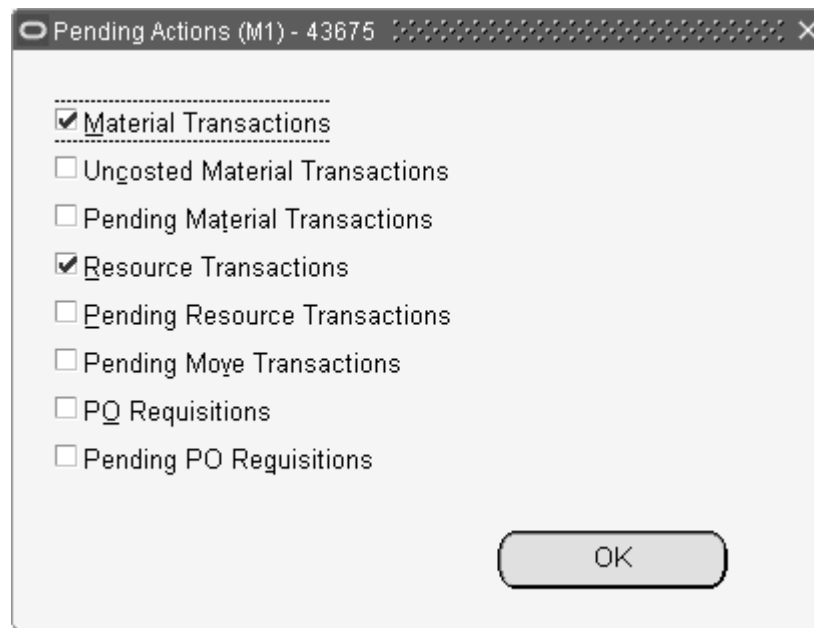 Pending Actions (M1) - 43675
Material Transactions
Uncosted Material Transactions
Pending Material Transactions
Resource Transactions
Pending Resource Transactions
Pending Move Transactions
PO Requisitions
Pending PO Requisitions
OK